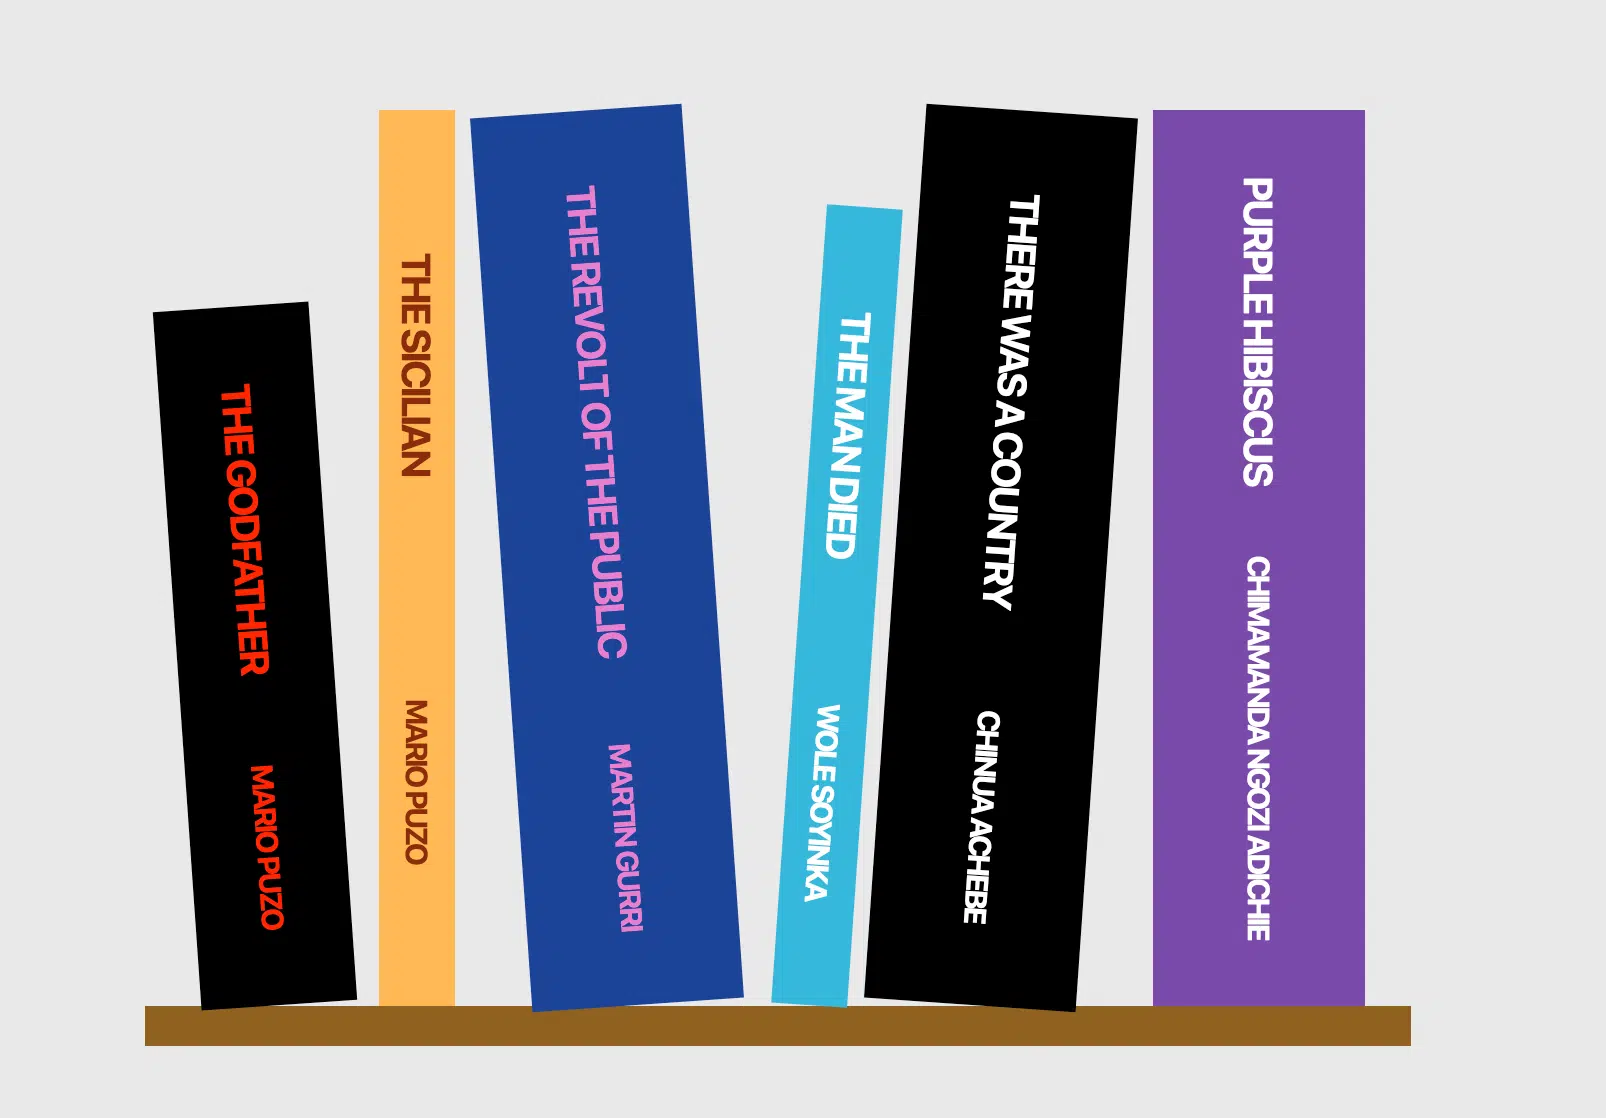 THE GODFATHER
MARIO PUZO
THE SICILIAN
MARIO PUZO
THE REVOLT OF THE PUBLIC
MARTIN GURRI
THE MAN DIED
WOLE SOYINKA
THERE WAS A COUNTRY
CHINUA ACHEBE
PURPLE HIBISCUS
CHIMAMANDA NGOZI ADICHIE